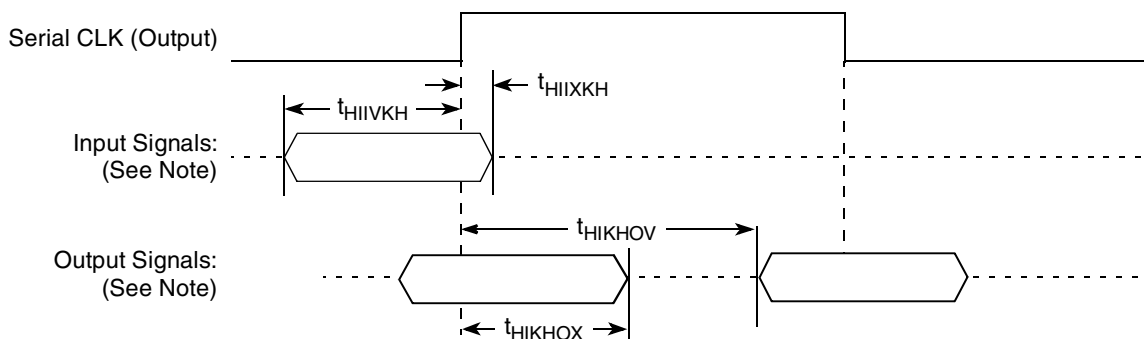 Serial CLK (Output)
tHIIXKH
tHIIVKH
Input Signals:
(See Note)
tHIKHOV
Output Signals:
(See Note)
tHIKHOX